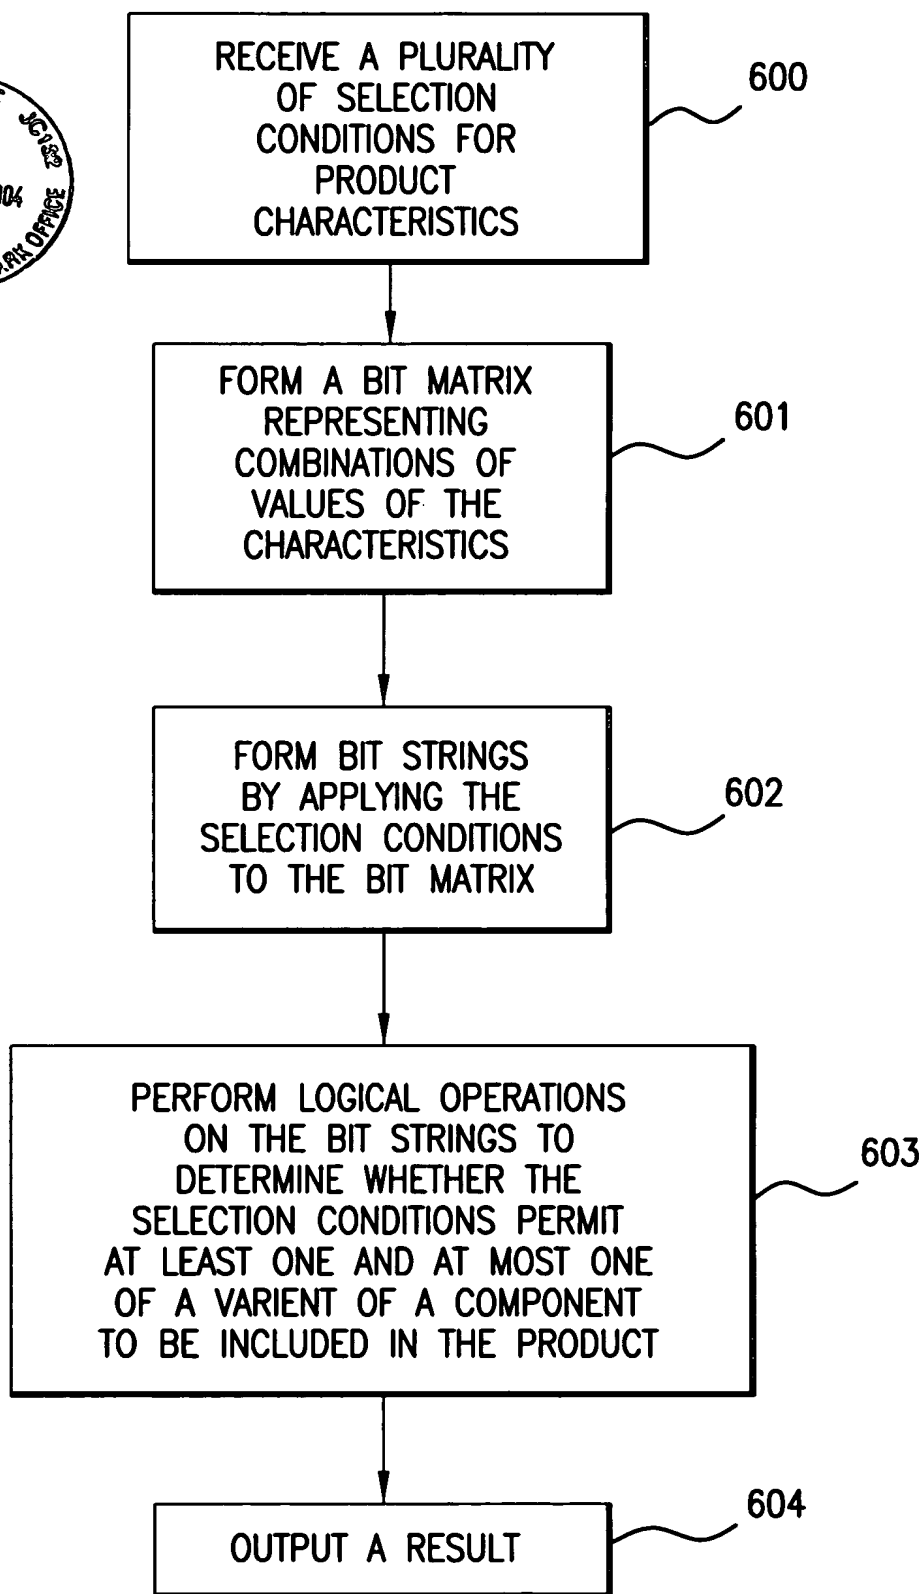 RECEIVE A PLURALITY
OF SELECTION
CONDITIONS FOR
PRODUCT
CHARACTERISTICS
600
FORM A BIT MATRIX
REPRESENTING
COMBINATIONS OF
VALUES OF THE
CHARACTERISTICS
601
FORM BIT STRINGS
BY APPLYING THE
SELECTION CONDITIONS
TO THE BIT MATRIX
602
PERFORM LOGICAL OPERATIONS
ON THE BIT STRINGS TO
DETERMINE WHETHER THE
SELECTION CONDITIONS PERMIT
AT LEAST ONE AND AT MOST ONE
OF A VARIENT OF A COMPONENT
TO BE INCLUDED IN THE PRODUCT
603
OUTPUT A RESULT
604
OFFICE